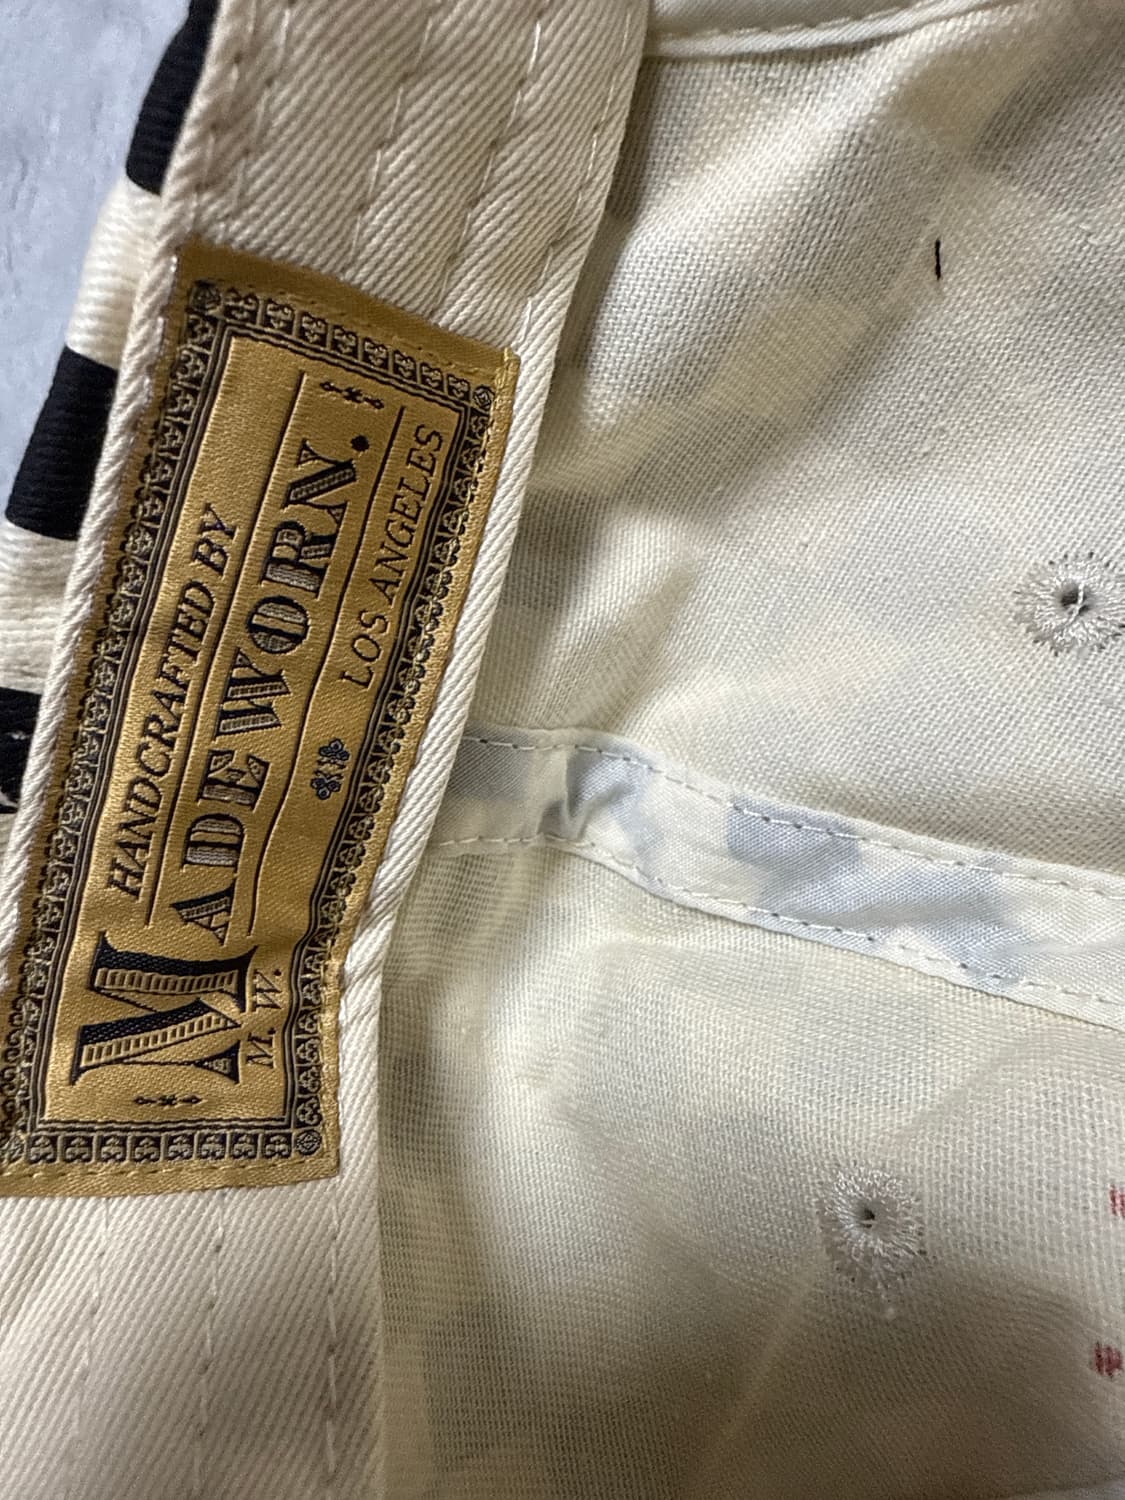 HANDCRAFTED BY
MADEWORN.
M.W. LOS ANGELES